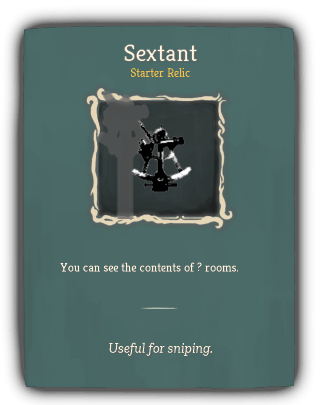 Sextant
Starter Relic
You can see the contents of ? rooms.
Useful for sniping.